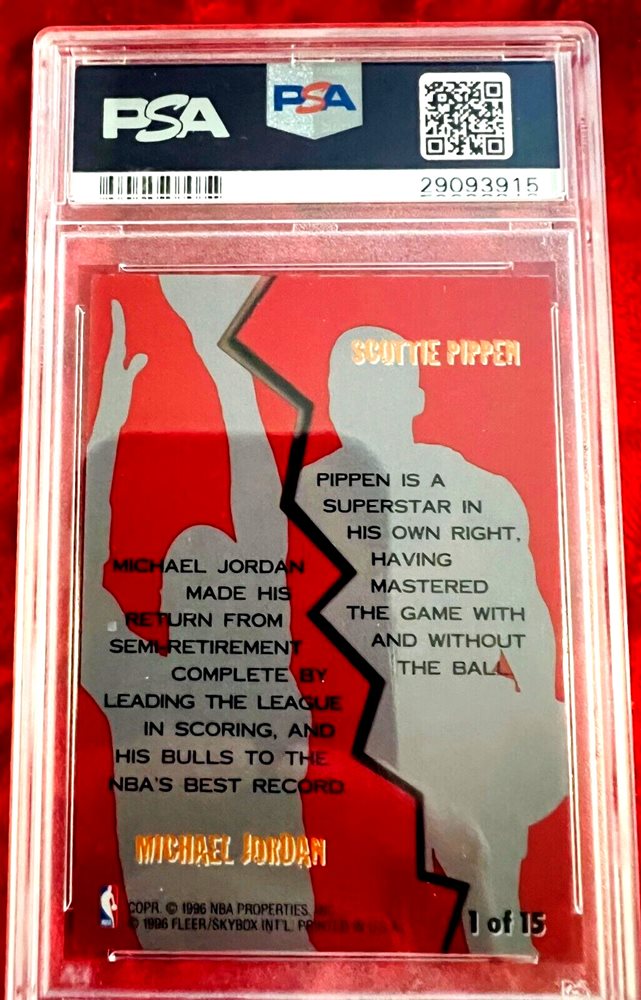 PSA
PSA
29093915
SCOTTIE PIPPEN
PIPPEN IS A
SUPERSTAR IN
HIS OWN RIGHT,
HAVING
MASTERED
THE GAME WITH
AND WITHOUT
THE BALL.
MICHAEL JORDAN
MADE HIS
RETURN FROM
SEMI-RETIREMENT
COMPLETE BY
LEADING THE LEAGUE
IN SCORING, AND
HIS BULLS TO THE
NBA'S BEST RECORD
MICHAEL JORDAN
COPR. © 1996 NBA PROPERTIES, INC.
© 1996 FLEER/SKYBOX INT'L. PRINTED IN U.S.A.
1 of 15